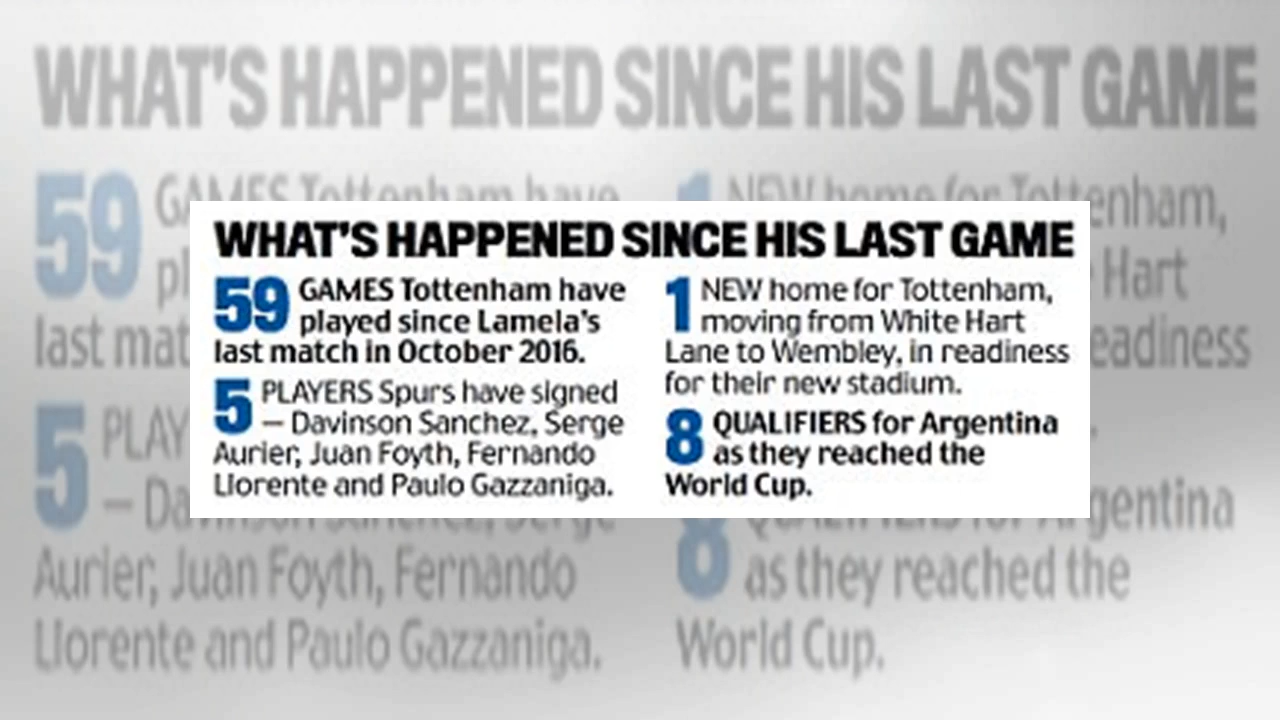 WHAT'S HAPPENED SINCE HIS LAST GAME
59 GAMES Tottenham have
played since Lamela's
last match in October 2016.
5 PLAYERS Spurs have signed
– Davinson Sanchez, Serge
Aurier, Juan Foyth, Fernando
Llorente and Paulo Gazzaniga.
1 NEW home for Tottenham,
moving from White Hart
Lane to Wembley, in readiness
for their new stadium.
8 QUALIFIERS for Argentina
as they reached the
World Cup.